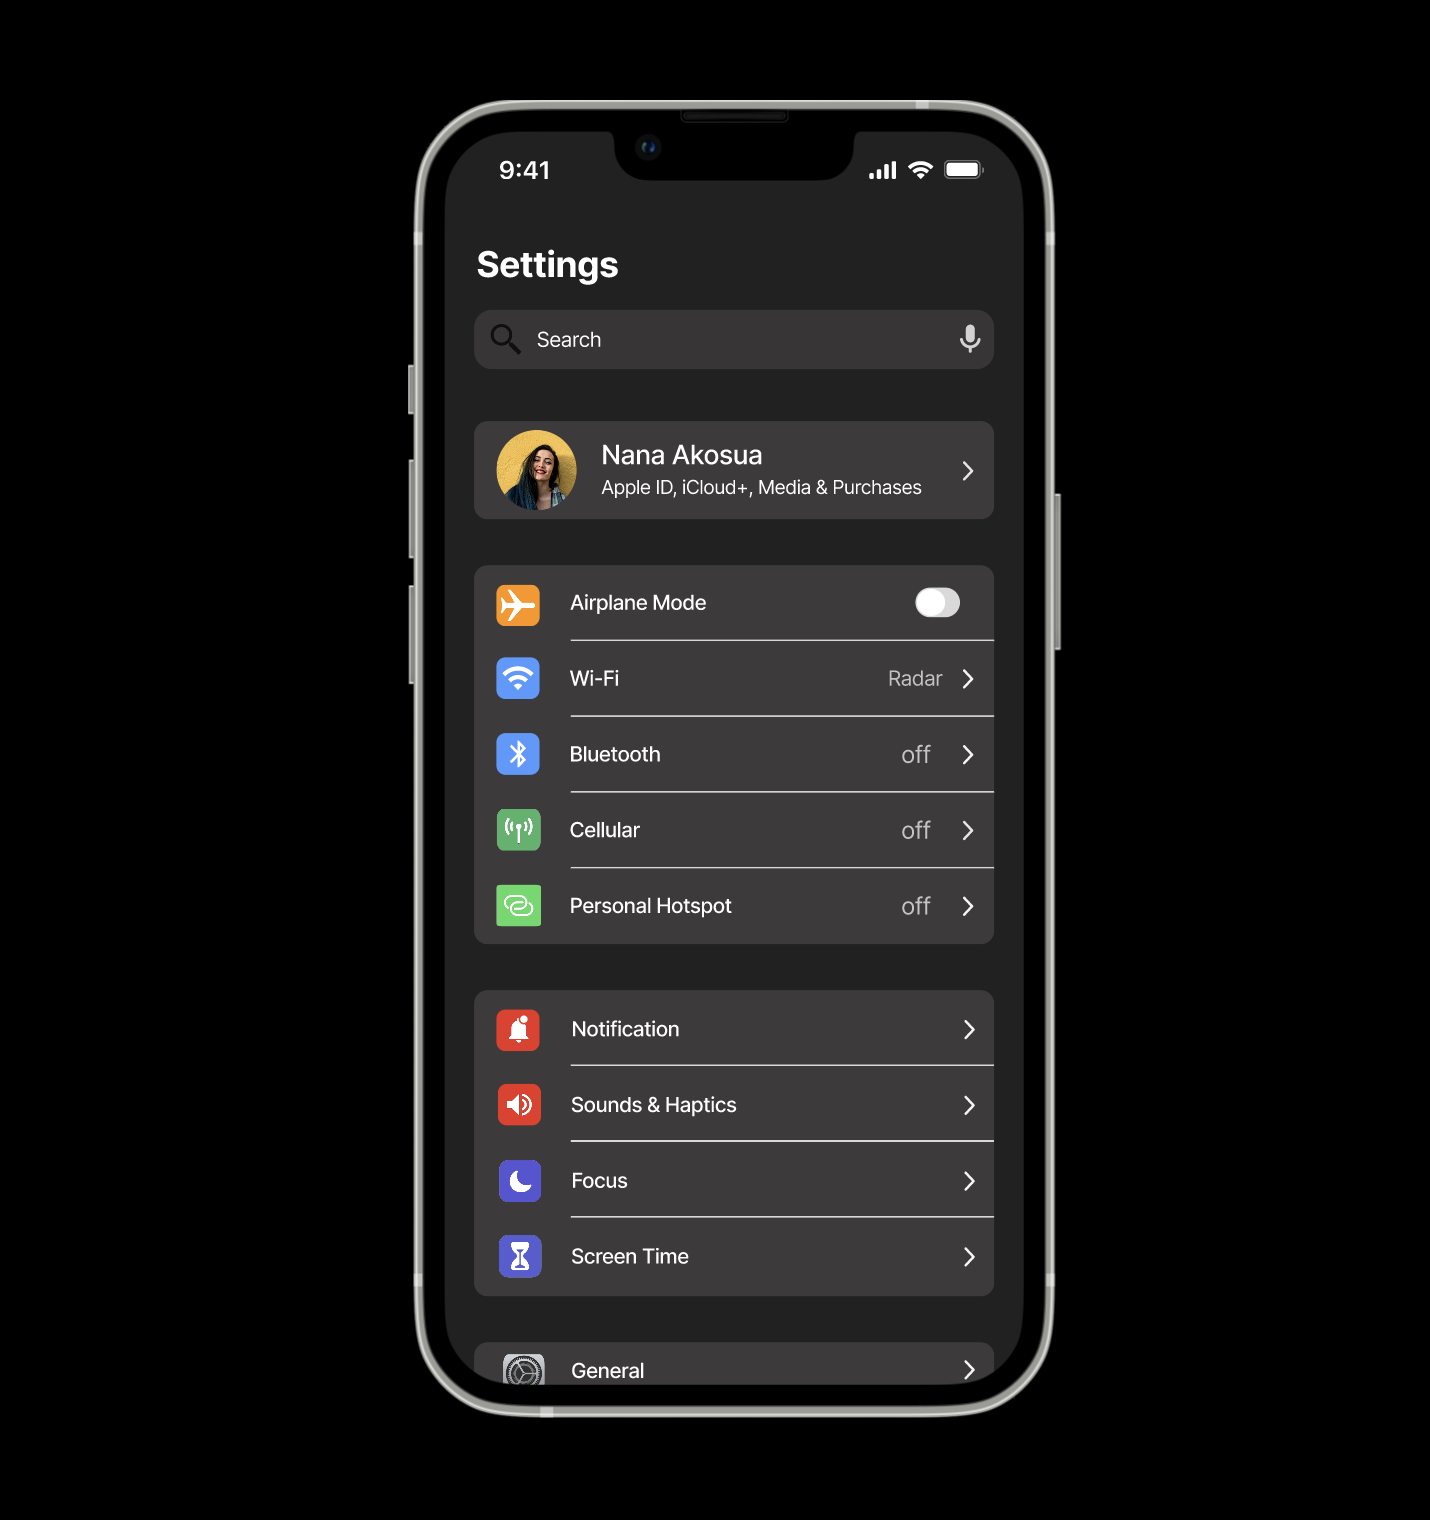 9:41
Settings
Search
Nana Akosua
Apple ID, iCloud+, Media & Purchases
Airplane Mode
Wi-Fi Radar
Bluetooth off
Cellular off
Personal Hotspot off
Notification
Sounds & Haptics
Focus
Screen Time
General